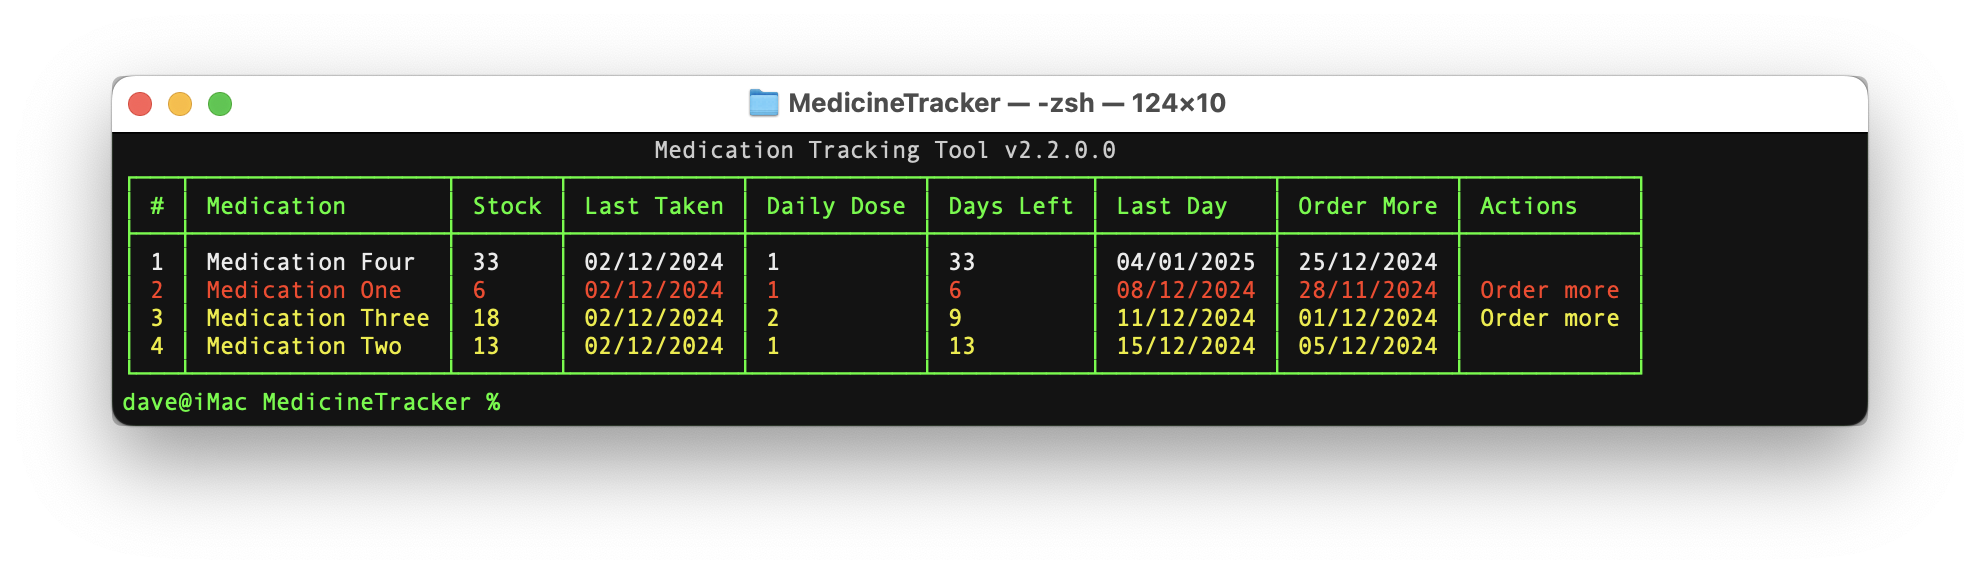 MedicineTracker — -zsh — 124×10
Medication Tracking Tool v2.2.0.0
# Medication Stock Last Taken Daily Dose Days Left Last Day Order More Actions
1 Medication Four 33 02/12/2024 1 33 04/01/2025 25/12/2024
2 Medication One 6 02/12/2024 1 6 08/12/2024 28/11/2024 Order more
3 Medication Three 18 02/12/2024 2 9 11/12/2024 01/12/2024 Order more
4 Medication Two 13 02/12/2024 1 13 15/12/2024 05/12/2024
dave@iMac MedicineTracker %